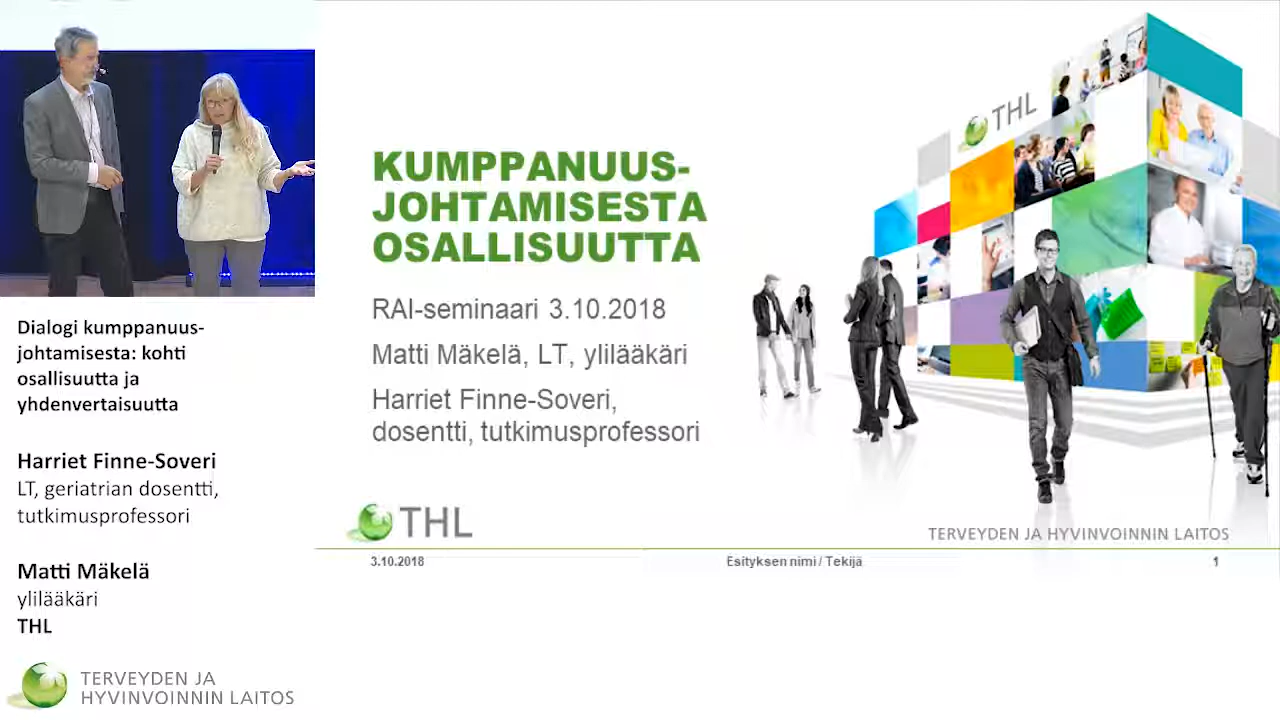 Dialogi kumppanuus-
johtamisesta: kohti
osallisuutta ja
yhdenvertaisuutta
Harriet Finne-Soveri
LT, geriatrian dosentti,
tutkimusprofessori
Matti Mäkelä
ylilääkäri
THL
TERVEYDEN JA
HYVINVOINNIN LAITOS
KUMPPANUUS-
JOHTAMISESTA
OSALLISUUTTA
RAI-seminaari 3.10.2018
Matti Mäkelä, LT, ylilääkäri
Harriet Finne-Soveri,
dosentti, tutkimusprofessori
THL
THL
TERVEYDEN JA HYVINVOINNIN LAITOS
3.10.2018
Esityksen nimi / Tekijä
1